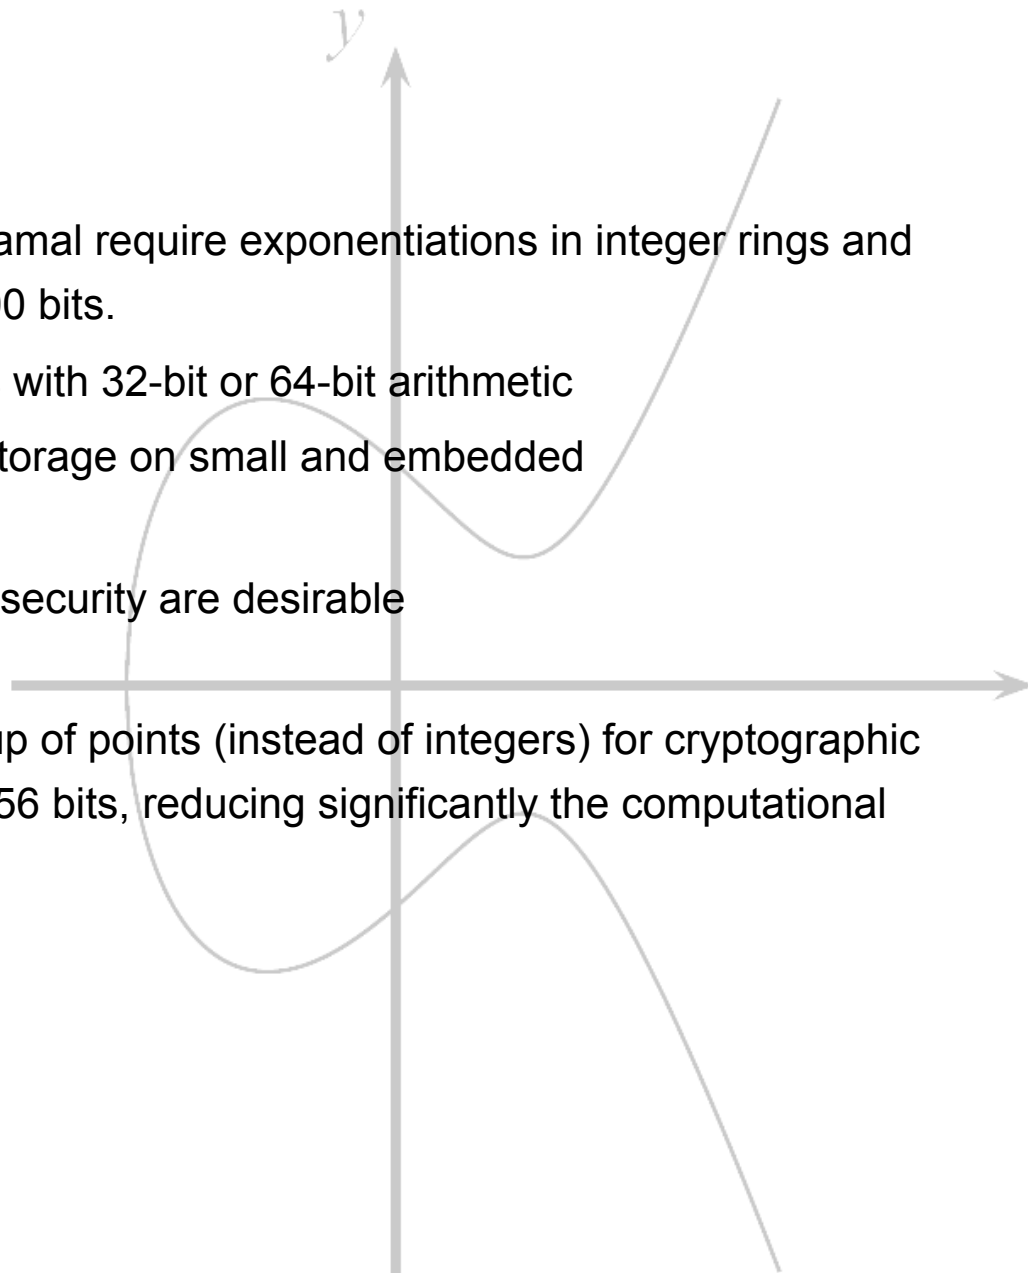 y
amal require exponentiations in integer rings and
0 bits.
with 32-bit or 64-bit arithmetic
torage on small and embedded
security are desirable
up of points (instead of integers) for cryptographic
56 bits, reducing significantly the computational